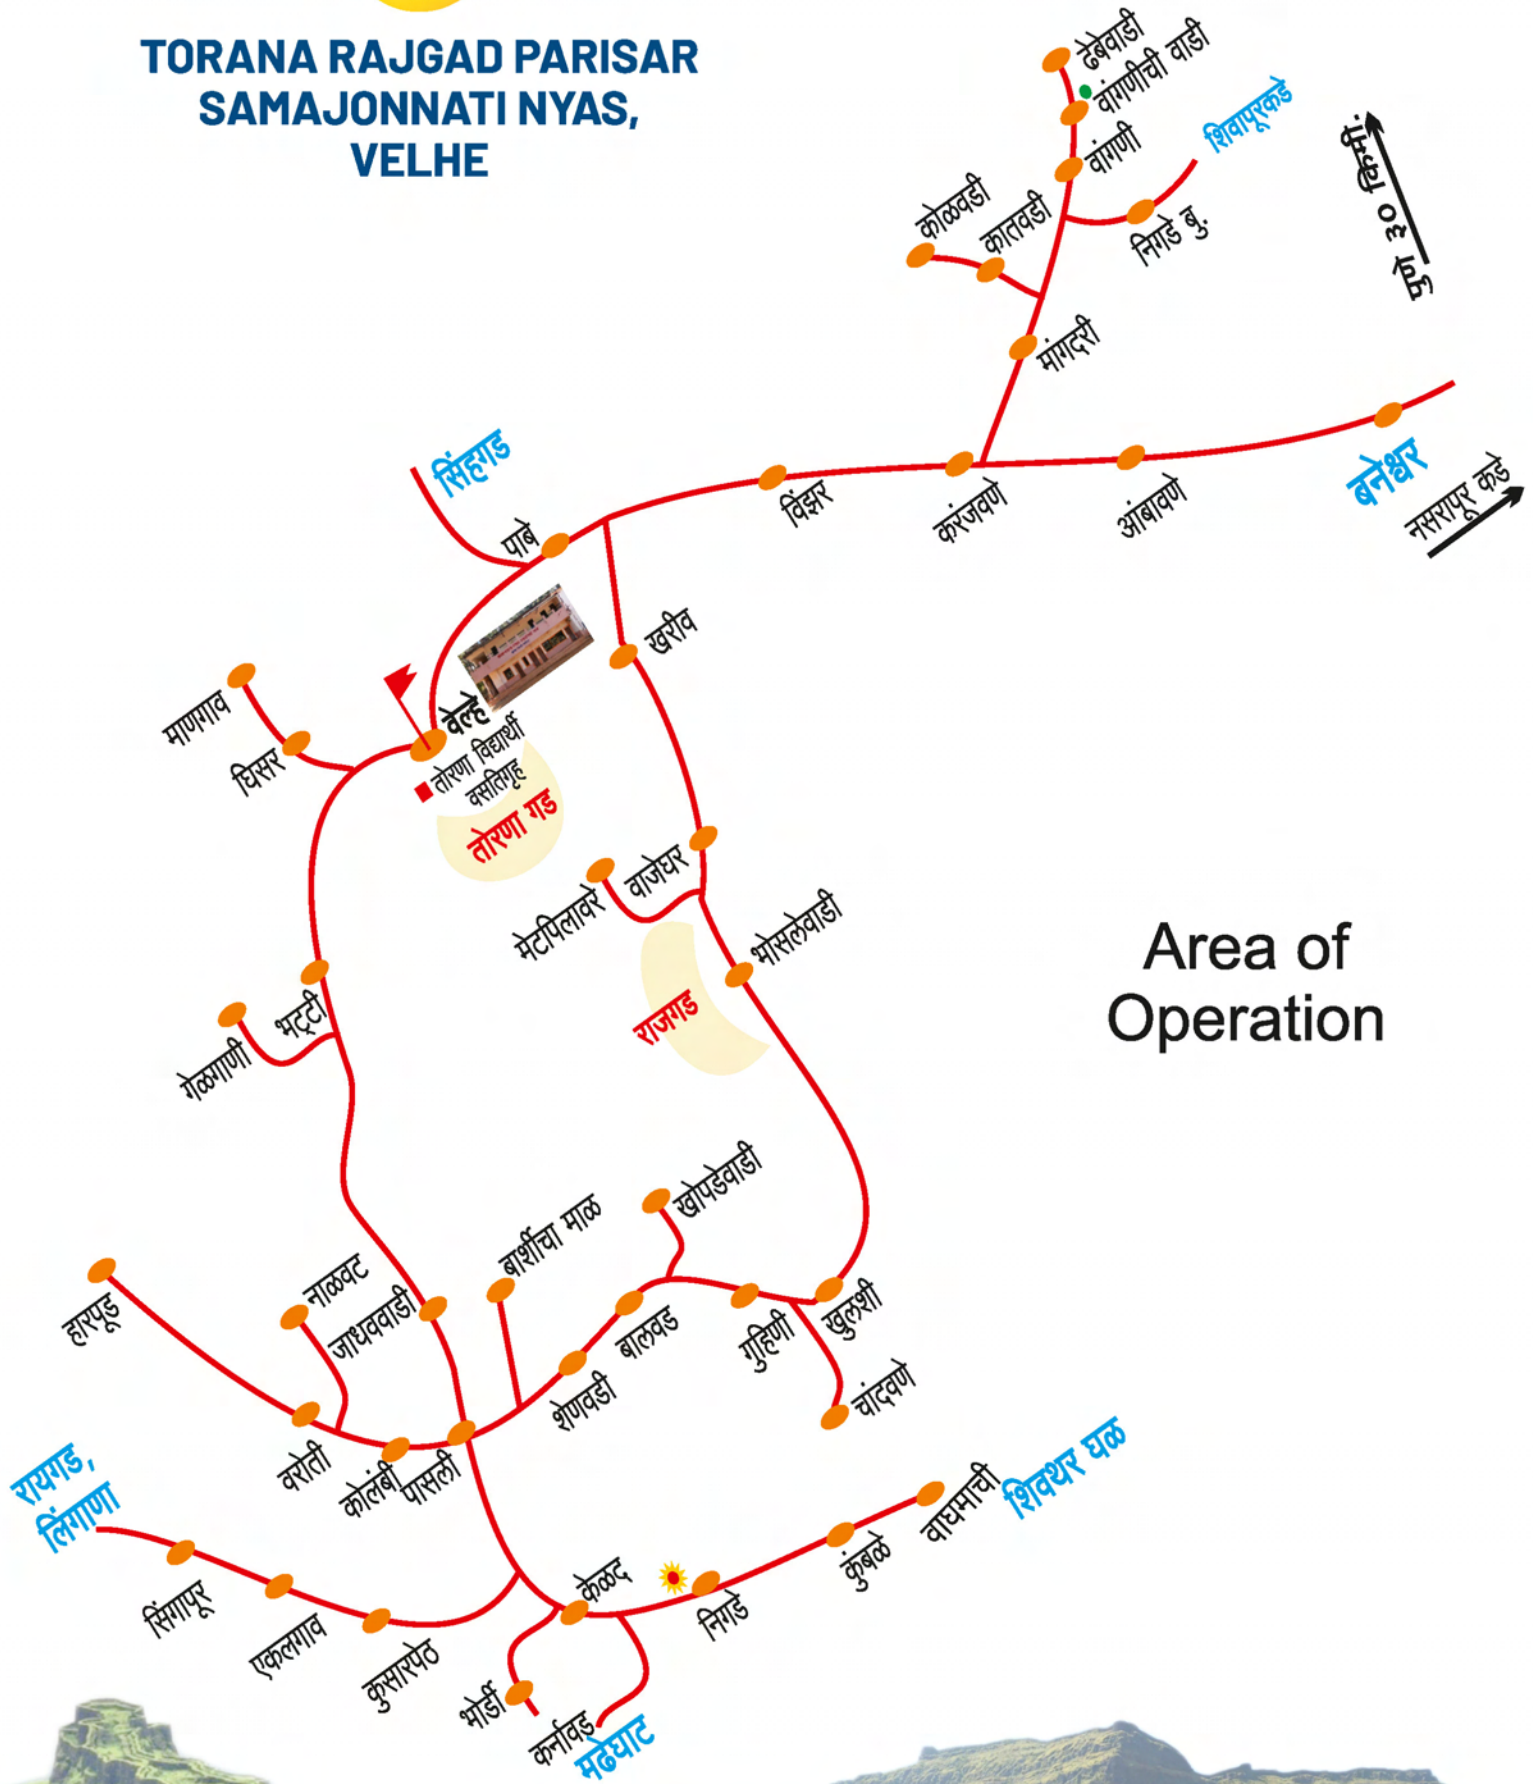 TORANA RAJGAD PARISAR
SAMAJONNATI NYAS,
VELHE
ढेबेवाडी
वांगणीची वाडी
वांगणी
शिवापूरकडे
निगडे बु.
कोळवडी
कातवडी
पुणे ३० किमी.
मांगदरी
सिंहगड
पाबे
विंझर
करंजवणे
आंबावणे
बनेश्वर
नसरापूर कडे
खरीव
माणगाव
घिसर
वेल्हे
तोरणा विद्यार्थी
वसतिगृह
तोरणा गड
वाजेघर
मेटपिलावरे
भोसलेवाडी
राजगड
Area of
Operation
भट्टी
गेळगाणी
खोपडेवाडी
बार्शीचा माळ
नाळवट
जाधववाडी
हारपूड
बालवड
गुहिणी
खुलशी
शेणवडी
चांदवणे
वरोती
कोलंबी
पासली
रायगड,
लिंगाणा
शिवथर घळ
वाघमाची
कुंबळे
केळद
निगडे
सिंगापूर
एकलगाव
कुसारपेठ
भोर्डी
कर्नावड
मढेघाट